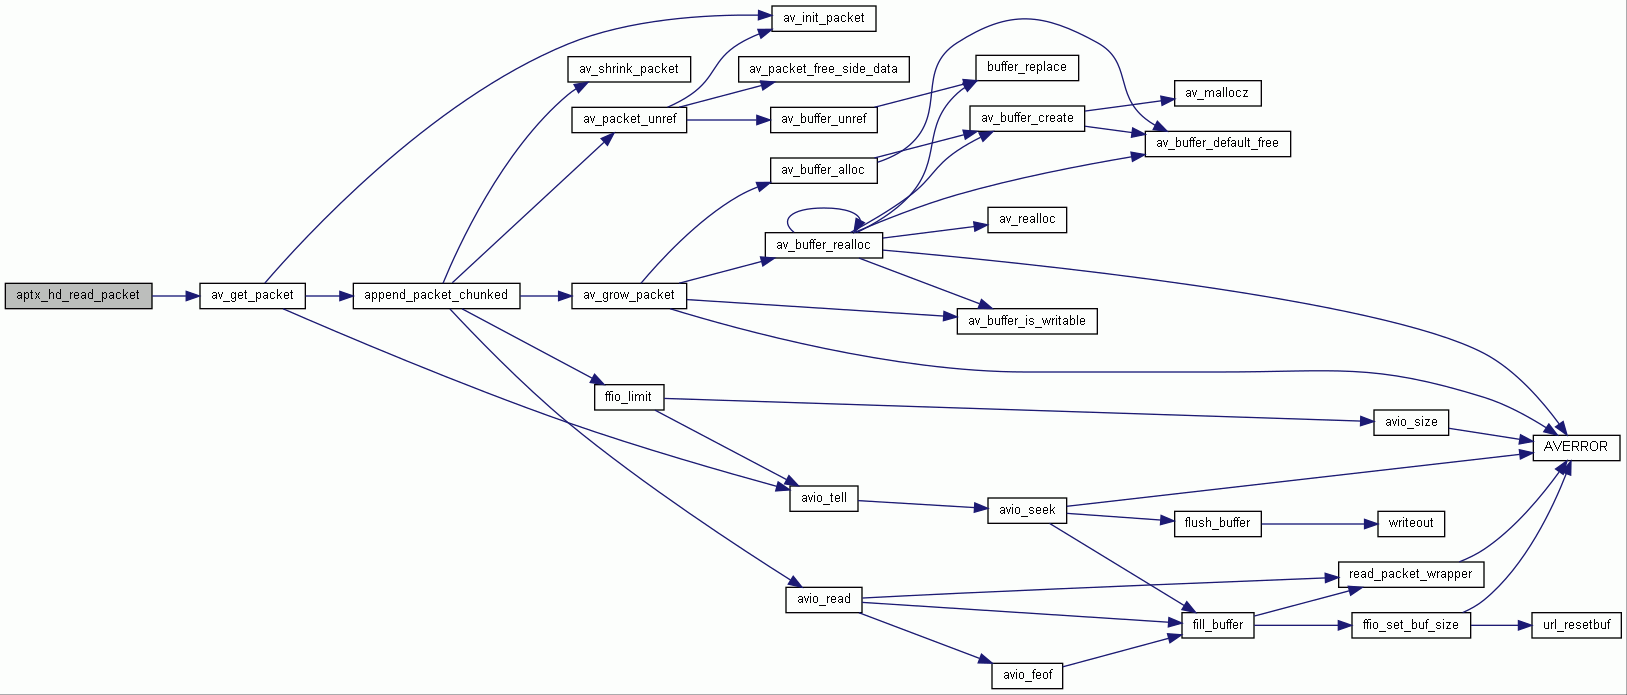 av_init_packet
av_shrink_packet
av_packet_free_side_data
buffer_replace
av_mallocz
av_packet_unref
av_buffer_unref
av_buffer_create
av_buffer_default_free
av_buffer_alloc
av_realloc
av_buffer_realloc
aptx_hd_read_packet
av_get_packet
append_packet_chunked
av_grow_packet
av_buffer_is_writable
ffio_limit
avio_size
AVERROR
avio_tell
avio_seek
flush_buffer
writeout
read_packet_wrapper
avio_read
fill_buffer
ffio_set_buf_size
url_resetbuf
avio_feof